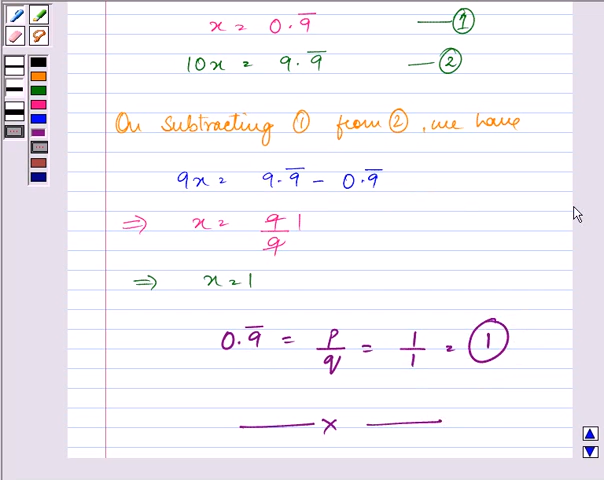 x = 0.9̅ ——①
10x = 9.9̅ ——②
On subtracting ① from ②, we have
9x = 9.9̅ - 0.9̅
⇒ x = 9/9 1
⇒ x = 1
0.9̅ = p/q = 1/1 = 1
—— x ——